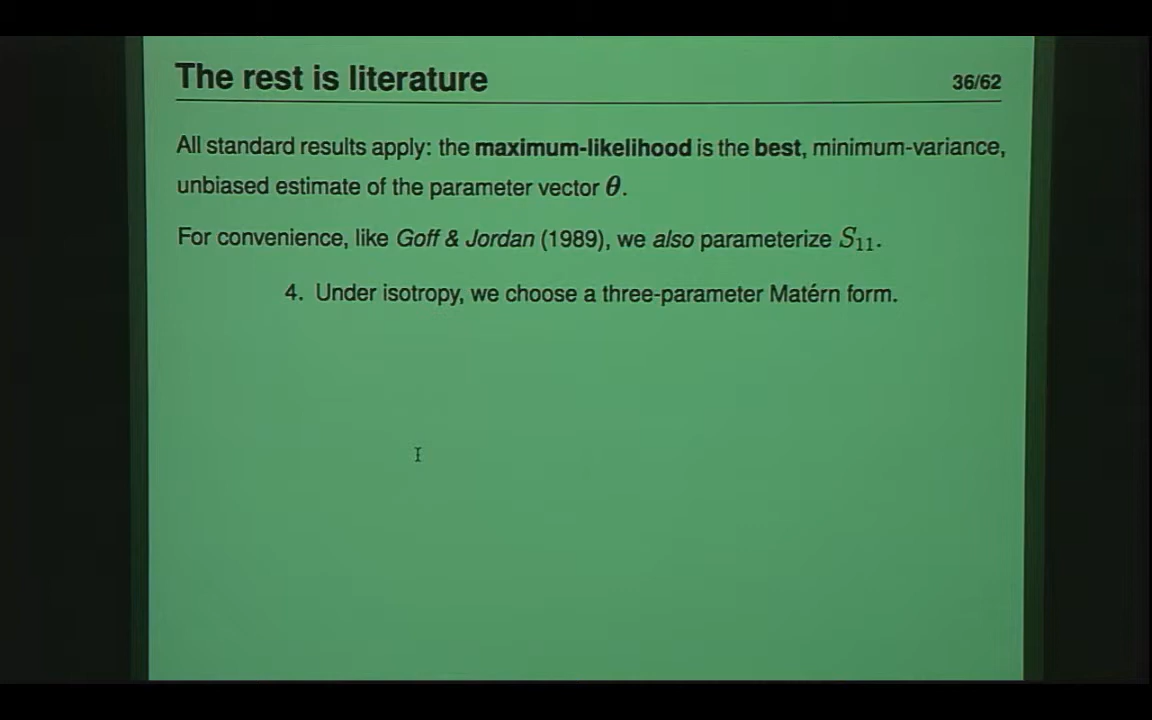 The rest is literature
36/62
All standard results apply: the maximum-likelihood is the best, minimum-variance,
unbiased estimate of the parameter vector θ.
For convenience, like Goff & Jordan (1989), we also parameterize S₁₁.
4. Under isotropy, we choose a three-parameter Matérn form.